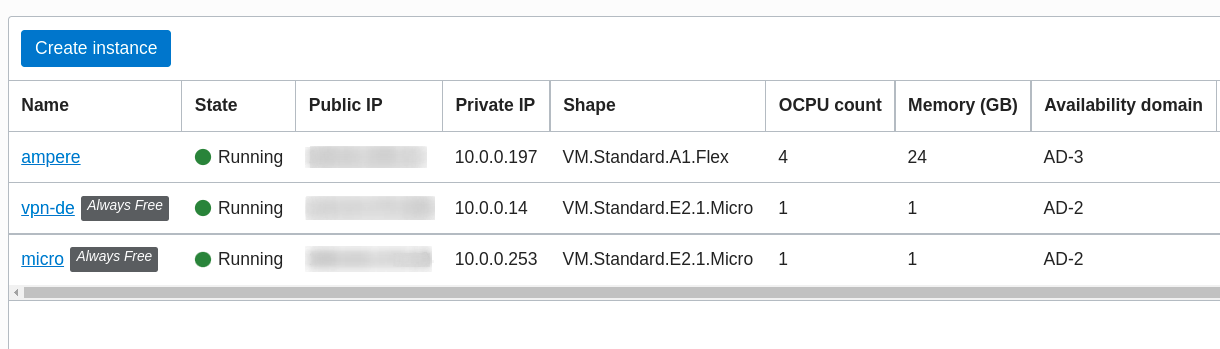 Create instance
Name State Public IP Private IP Shape OCPU count Memory (GB) Availability domain
ampere Running 10.0.0.197 VM.Standard.A1.Flex 4 24 AD-3
vpn-de Always Free Running 10.0.0.14 VM.Standard.E2.1.Micro 1 1 AD-2
micro Always Free Running 10.0.0.253 VM.Standard.E2.1.Micro 1 1 AD-2